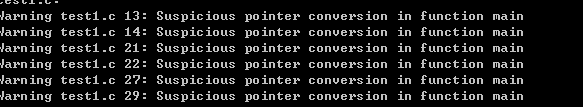 test1.c:
Warning test1.c 13: Suspicious pointer conversion in function main
Warning test1.c 14: Suspicious pointer conversion in function main
Warning test1.c 21: Suspicious pointer conversion in function main
Warning test1.c 22: Suspicious pointer conversion in function main
Warning test1.c 27: Suspicious pointer conversion in function main
Warning test1.c 29: Suspicious pointer conversion in function main